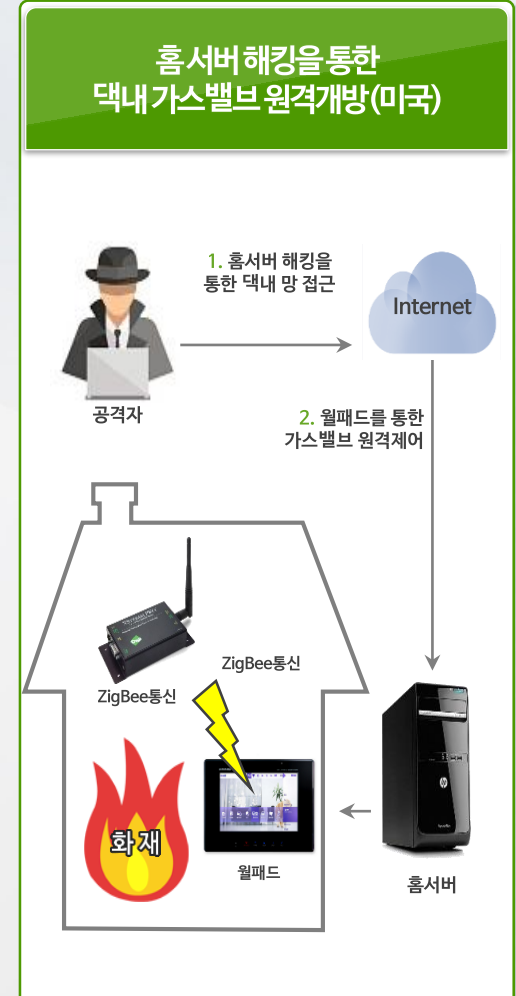 홈 서버 해킹을 통한
댁내 가스밸브 원격개방(미국)
1. 홈서버 해킹을
통한 댁내 망 접근
Internet
공격자
2. 월패드를 통한
가스밸브 원격제어
ZigBee통신
ZigBee통신
화재
월패드
홈서버